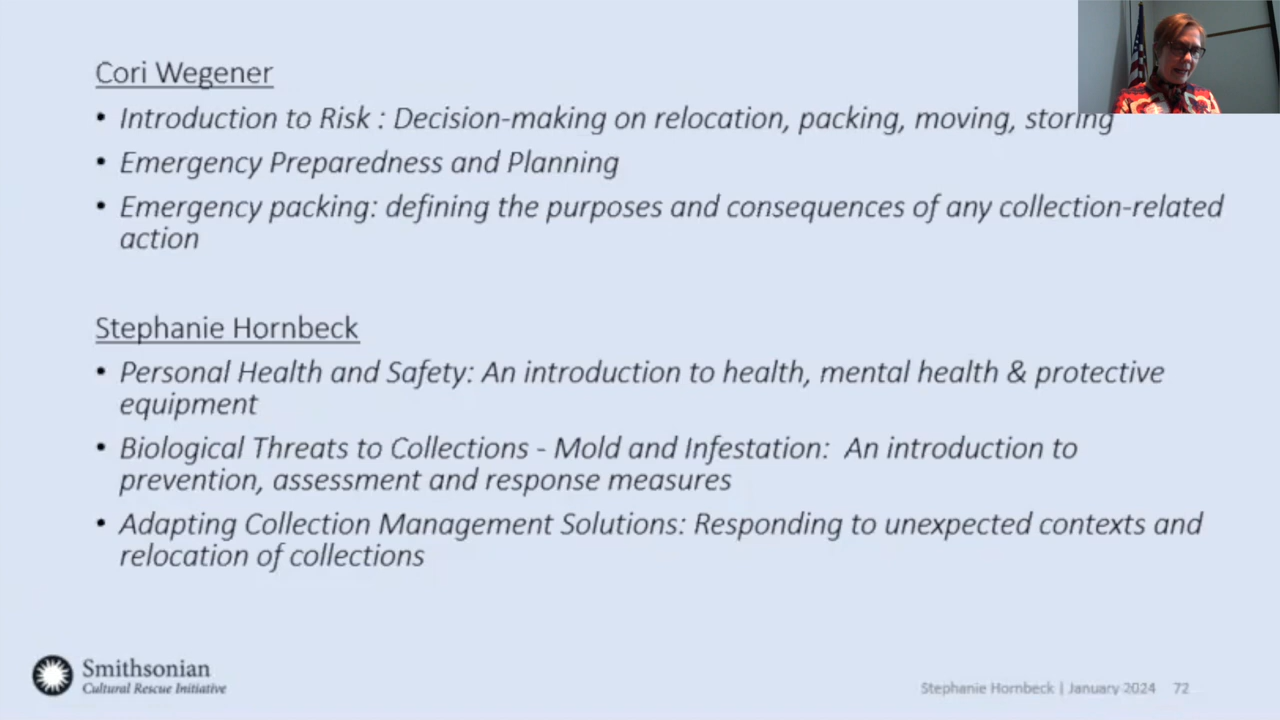 Cori Wegener
• Introduction to Risk : Decision-making on relocation, packing, moving, storing
• Emergency Preparedness and Planning
• Emergency packing: defining the purposes and consequences of any collection-related
action
Stephanie Hornbeck
• Personal Health and Safety: An introduction to health, mental health & protective
equipment
• Biological Threats to Collections - Mold and Infestation:  An introduction to
prevention, assessment and response measures
• Adapting Collection Management Solutions: Responding to unexpected contexts and
relocation of collections
Smithsonian
Cultural Rescue Initiative
Stephanie Hornbeck | January 2024 72